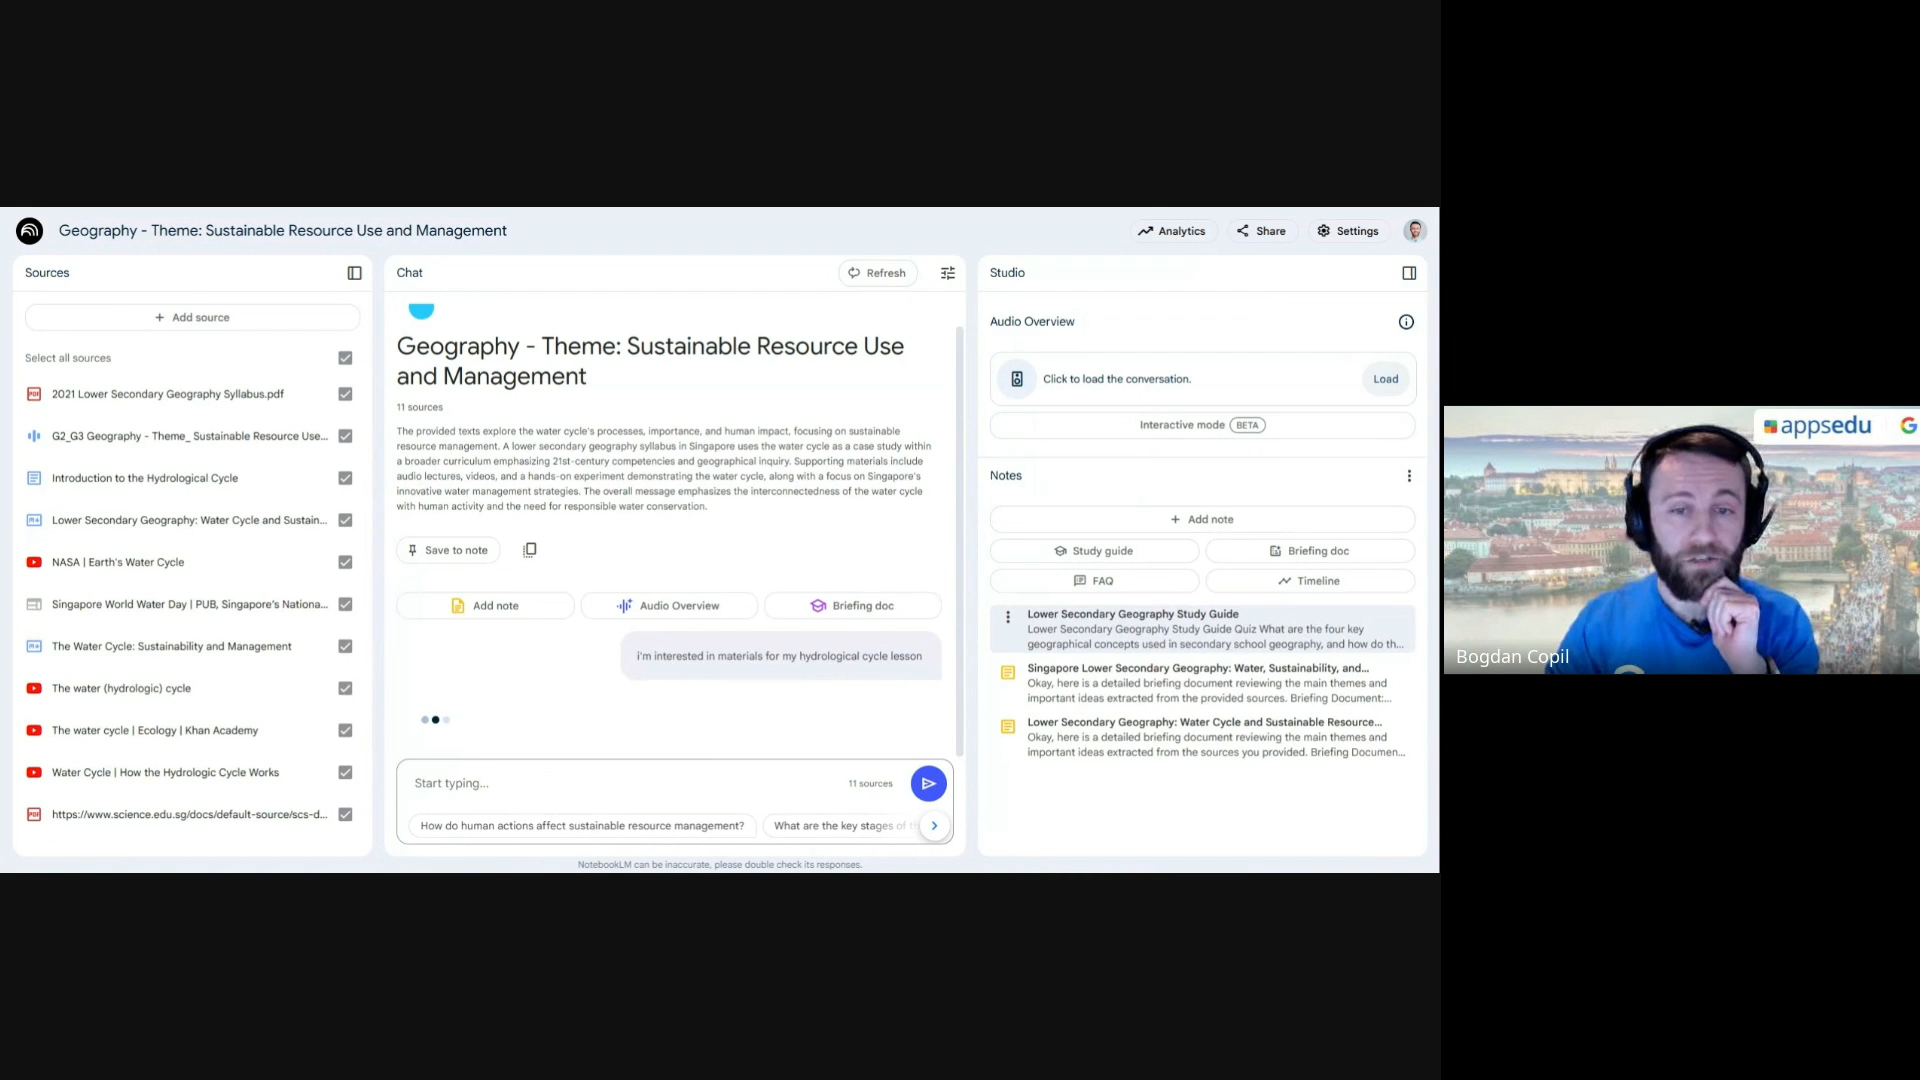 Geography - Theme: Sustainable Resource Use and Management
Analytics
Share
Settings
Sources
Add source
Select all sources
2021 Lower Secondary Geography Syllabus.pdf
G2_G3 Geography - Theme_ Sustainable Resource Use...
Introduction to the Hydrological Cycle
Lower Secondary Geography: Water Cycle and Sustain...
NASA | Earth's Water Cycle
Singapore World Water Day | PUB, Singapore's Nationa...
The Water Cycle: Sustainability and Management
The water (hydrologic) cycle
The water cycle | Ecology | Khan Academy
Water Cycle | How the Hydrologic Cycle Works
https://www.science.edu.sg/docs/default-source/scs-d...
Chat
Refresh
Geography - Theme: Sustainable Resource Use
and Management
11 sources
The provided texts explore the water cycle's processes, importance, and human impact, focusing on sustainable
resource management. A lower secondary geography syllabus in Singapore uses the water cycle as a case study within
a broader curriculum emphasizing 21st-century competencies and geographical inquiry. Supporting materials include
audio lectures, videos, and a hands-on experiment demonstrating the water cycle, along with a focus on Singapore's
innovative water management strategies. The overall message emphasizes the interconnectedness of the water cycle
with human activity and the need for responsible water conservation.
Save to note
Add note
Audio Overview
Briefing doc
i'm interested in materials for my hydrological cycle lesson
Start typing...
11 sources
How do human actions affect sustainable resource management?
What are the key stages of
NotebookLM can be inaccurate, please double check its responses.
Studio
Audio Overview
Click to load the conversation.
Load
Interactive mode BETA
Notes
Add note
Study guide
Briefing doc
FAQ
Timeline
Lower Secondary Geography Study Guide
Lower Secondary Geography Study Guide Quiz What are the four key
geographical concepts used in secondary school geography, and how do th...
Singapore Lower Secondary Geography: Water, Sustainability, and...
Okay, here is a detailed briefing document reviewing the main themes and
important ideas extracted from the provided sources. Briefing Document:...
Lower Secondary Geography: Water Cycle and Sustainable Resource...
Okay, here is a detailed briefing document reviewing the main themes and
important ideas extracted from the sources you provided. Briefing Documen...
appsedu
G
Bogdan Copil